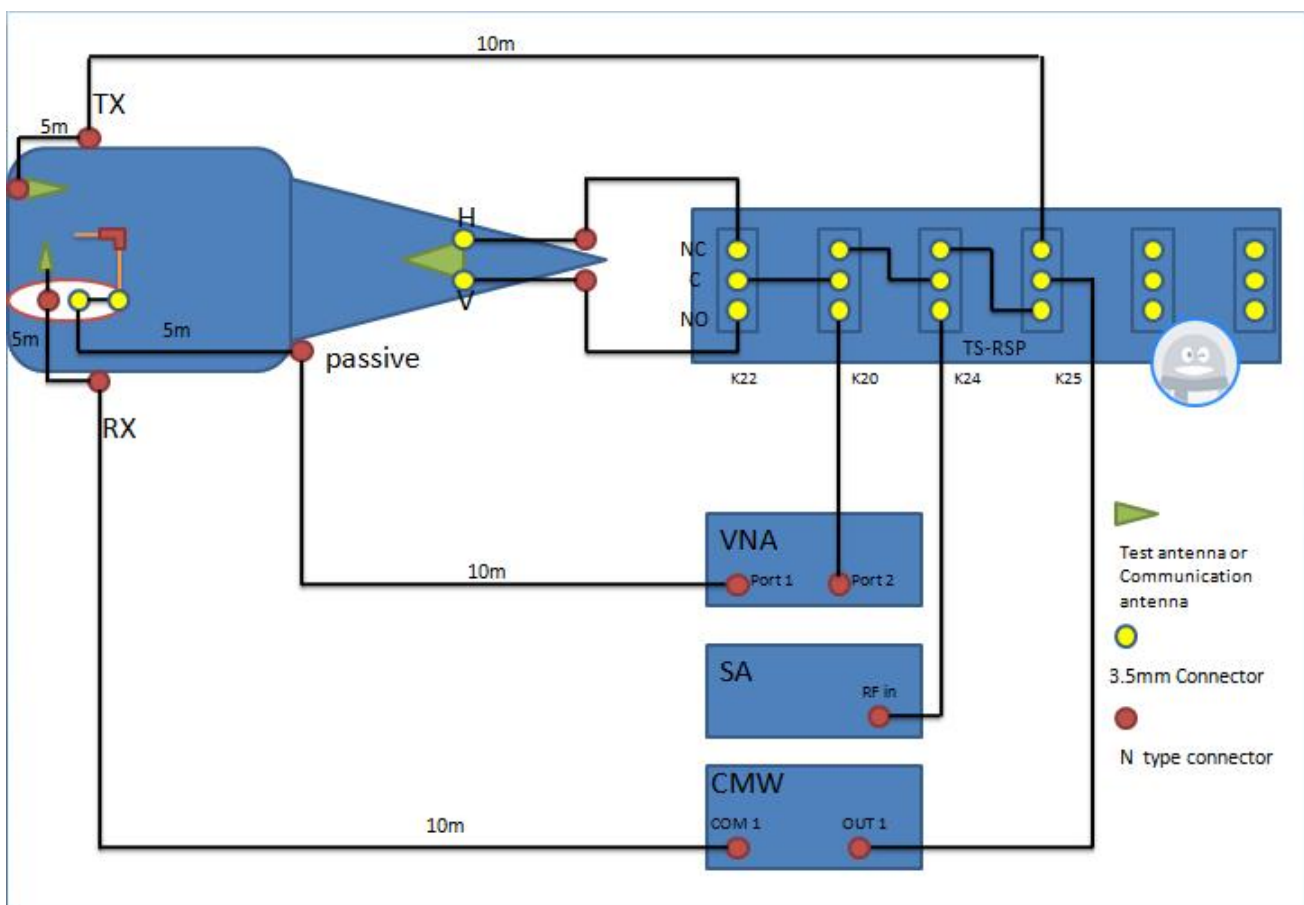 10m
TX
5m
H
NC
C
V
NO
5m
5m
passive
TS-RSP
K22
K20
K24
K25
RX
VNA
10m
Port 1
Port 2
Test antenna or
Communication
antenna
SA
RF in
3.5mm Connector
N type connector
CMW
10m
COM 1
OUT 1